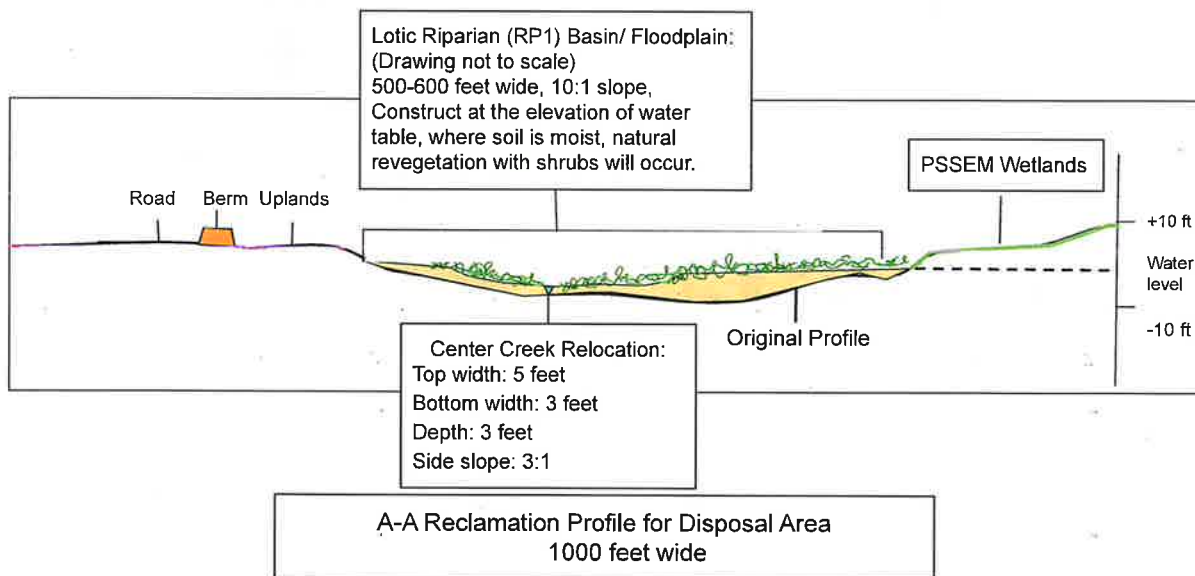 Lotic Riparian (RP1) Basin/ Floodplain:
(Drawing not to scale)
500-600 feet wide, 10:1 slope,
Construct at the elevation of water
table, where soil is moist, natural
revegetation with shrubs will occur.
PSSEM Wetlands
Road
Berm
Uplands
+10 ft
Water
level
-10 ft
Original Profile
Center Creek Relocation:
Top width: 5 feet
Bottom width: 3 feet
Depth: 3 feet
Side slope: 3:1
A-A Reclamation Profile for Disposal Area
1000 feet wide